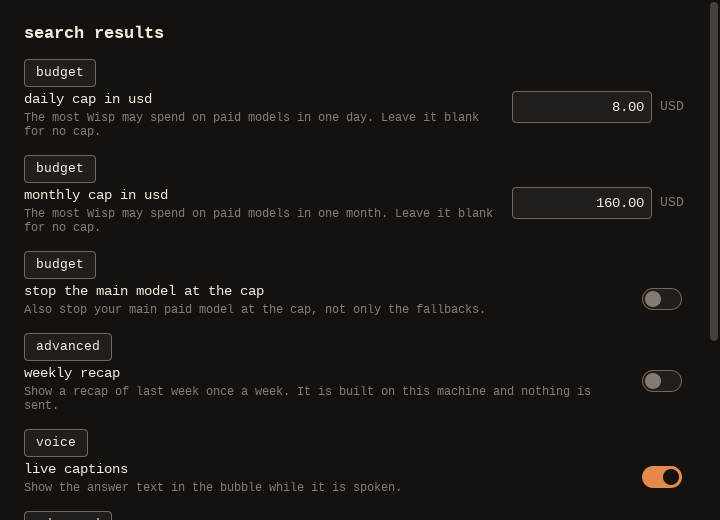 search results
budget
daily cap in usd
The most Wisp may spend on paid models in one day. Leave it blank
for no cap.
8.00 USD
budget
monthly cap in usd
The most Wisp may spend on paid models in one month. Leave it blank
for no cap.
160.00 USD
budget
stop the main model at the cap
Also stop your main paid model at the cap, not only the fallbacks.
advanced
weekly recap
Show a recap of last week once a week. It is built on this machine and nothing is
sent.
voice
live captions
Show the answer text in the bubble while it is spoken.